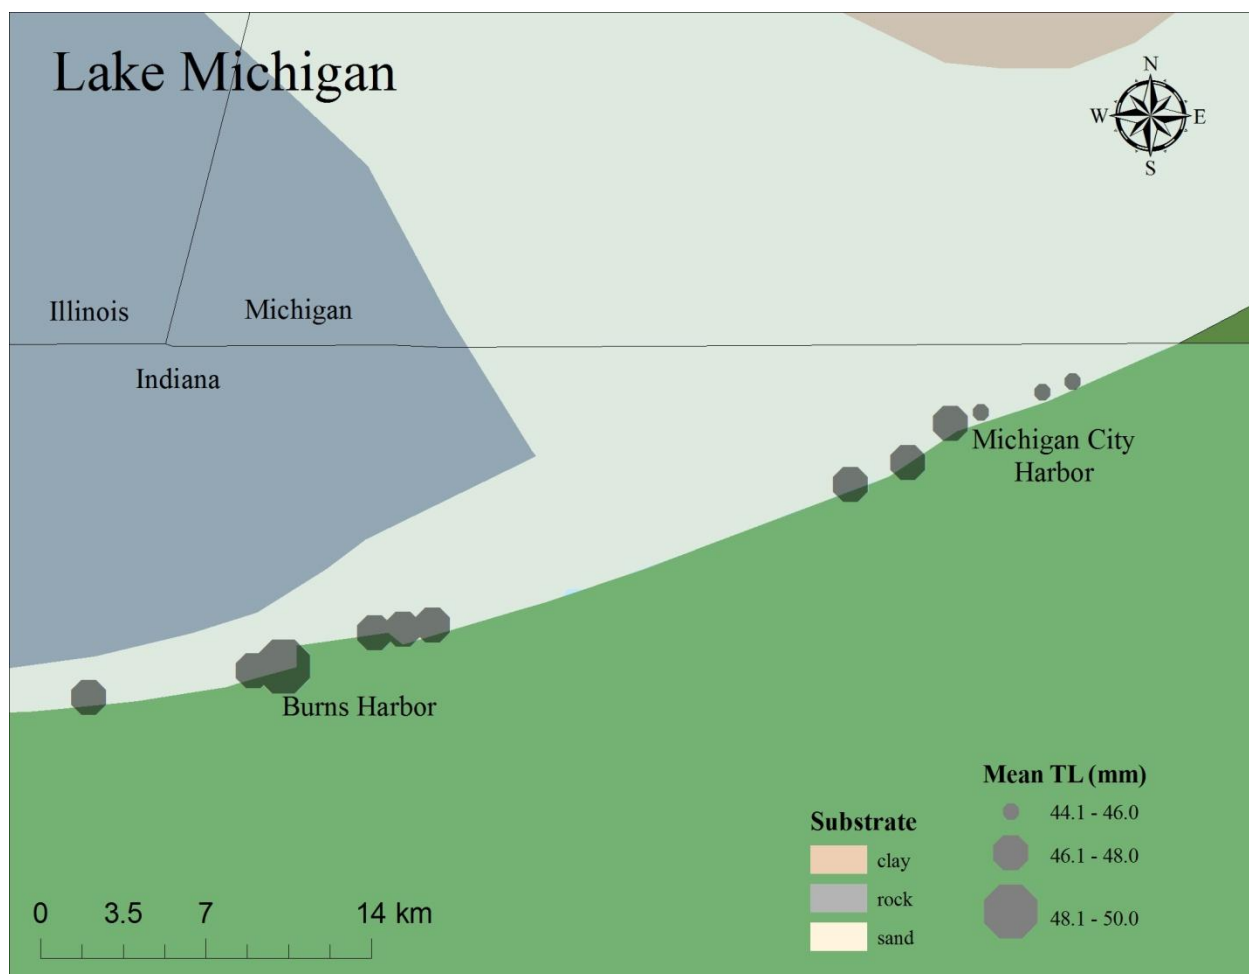 Lake Michigan
N
W
E
S
Illinois
Michigan
Indiana
Michigan City
Harbor
Burns Harbor
Mean TL (mm)
44.1 - 46.0
46.1 - 48.0
48.1 - 50.0
Substrate
clay
rock
sand
0 3.5 7 14 km